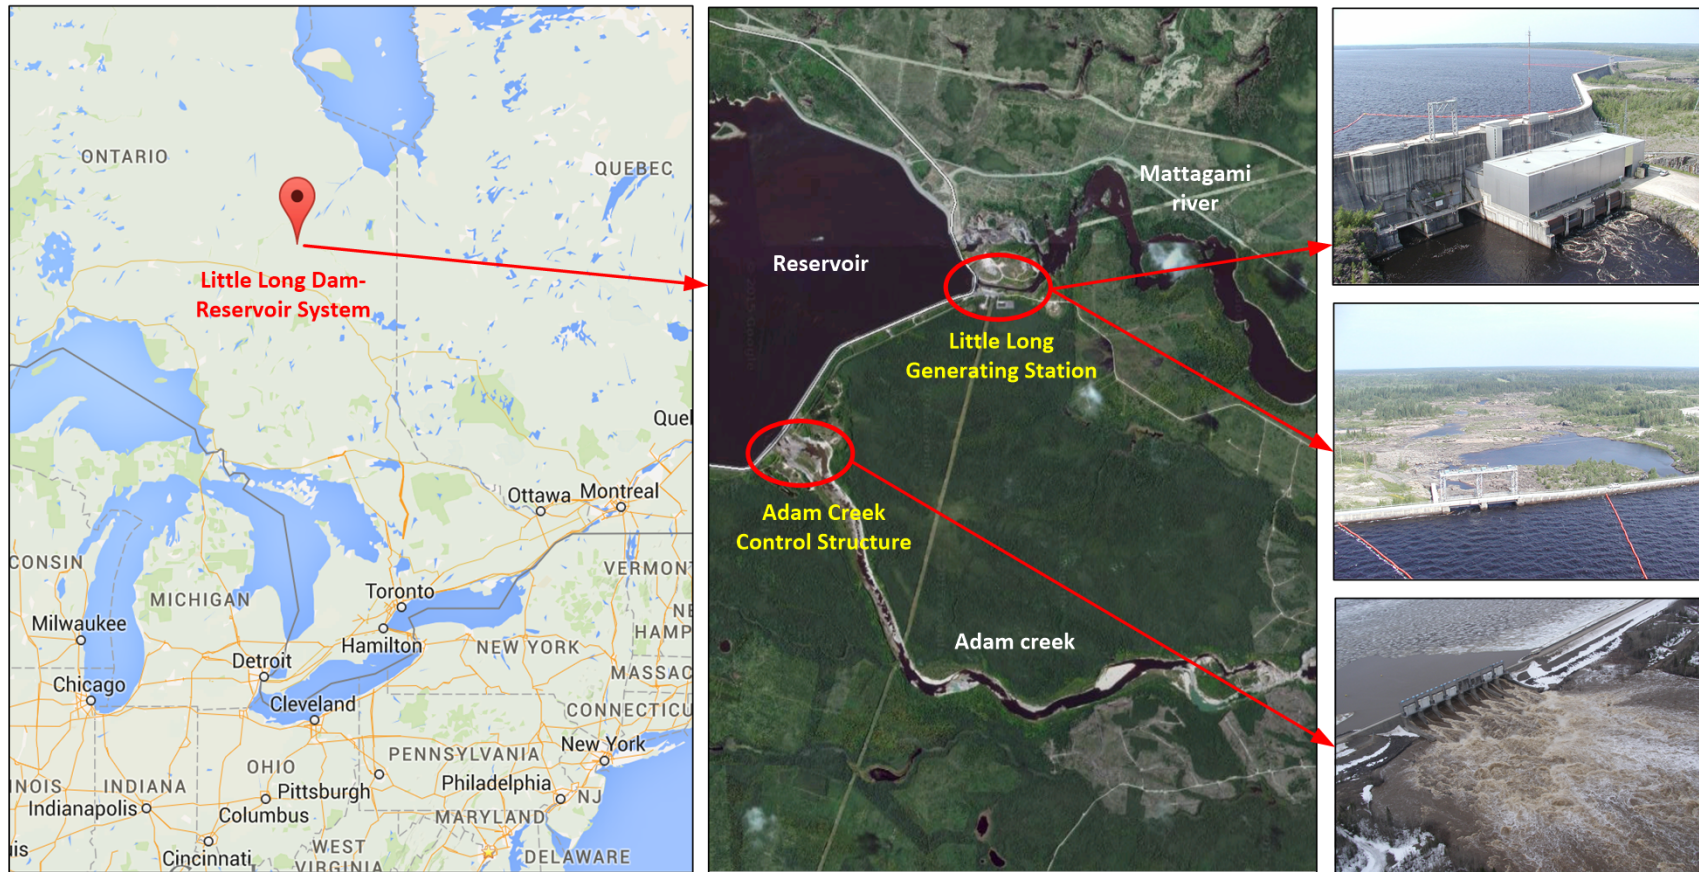 ONTARIO
QUEBEC
Little Long Dam-
Reservoir System
Que
Ottawa
Montreal
CONSIN
VERMONT
Toronto
MICHIGAN
Milwaukee
Hamilton
NEW YORK
HAMP
Detroit
MASSAC
Chicago
Cleveland
CONNECTICU
PENNSYLVANIA
New York
OHIO
INOIS
INDIANA
Pittsburgh
Philadelphia
NJ
Indianapolis
Columbus
MARYLAND
WEST
VIRGINIA
Cincinnati
DELAWARE
Mattagami
river
Reservoir
Little Long
Generating Station
Adam Creek
Control Structure
Adam creek